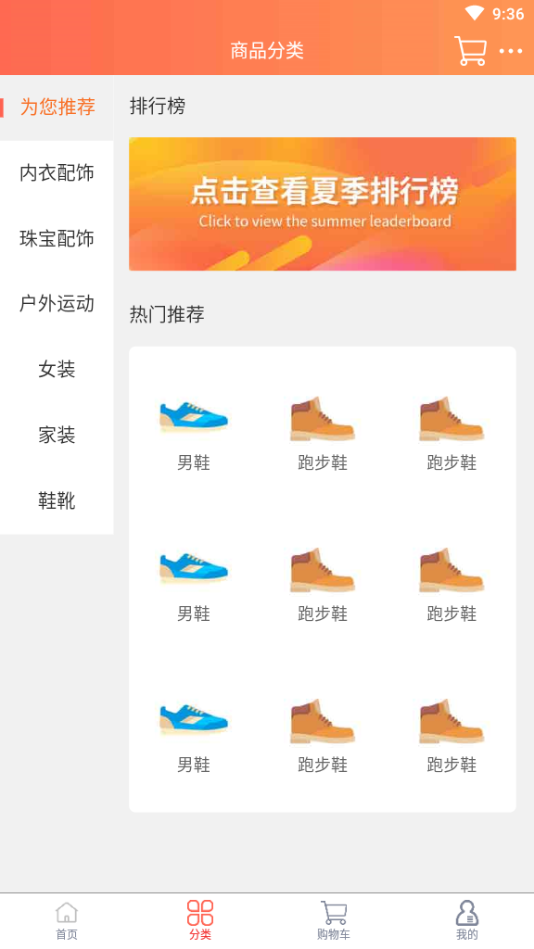 9:36
商品分类
为您推荐
内衣配饰
珠宝配饰
户外运动
女装
家装
鞋靴
排行榜
点击查看夏季排行榜
Click to view the summer leaderboard
热门推荐
男鞋 跑步鞋 跑步鞋
男鞋 跑步鞋 跑步鞋
男鞋 跑步鞋 跑步鞋
首页 分类 购物车 我的